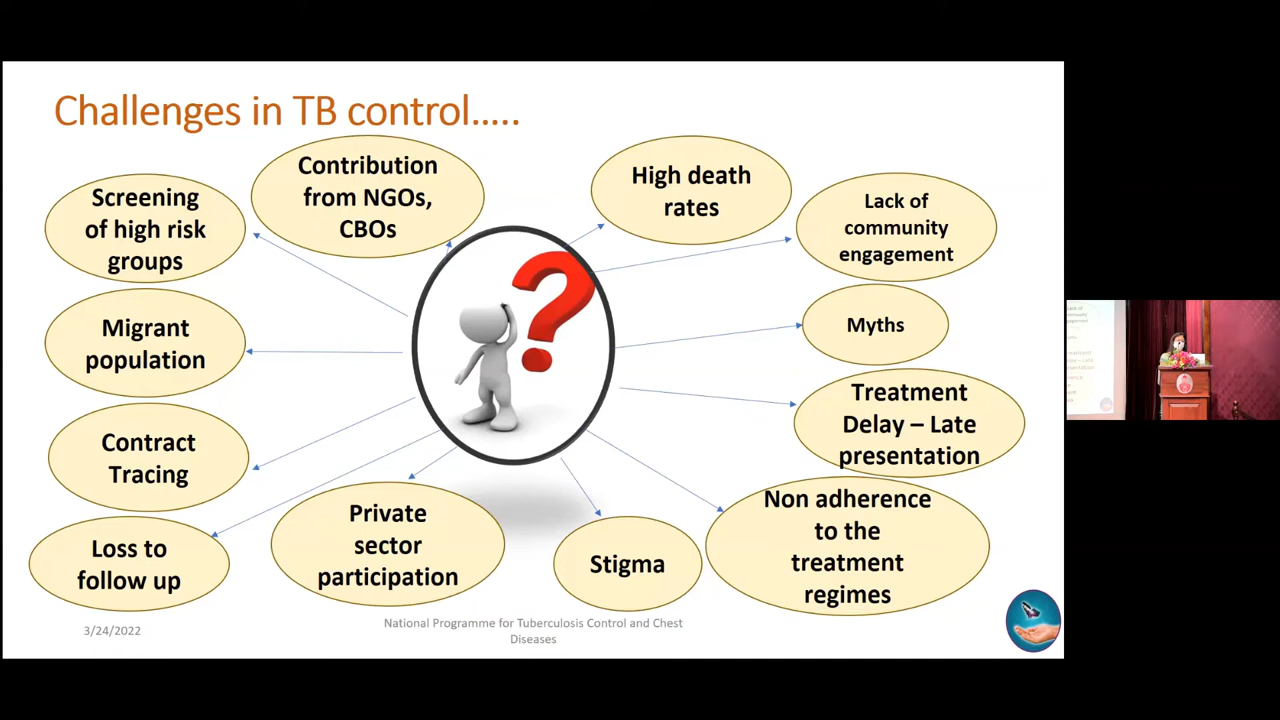 Challenges in TB control.....
Contribution
from NGOs,
CBOs
High death
rates
Screening
of high risk
groups
Lack of
community
engagement
Migrant
population
Myths
Contract
Tracing
Treatment
Delay – Late
presentation
Loss to
follow up
Private
sector
participation
Stigma
Non adherence
to the
treatment
regimes
3/24/2022
National Programme for Tuberculosis Control and Chest
Diseases